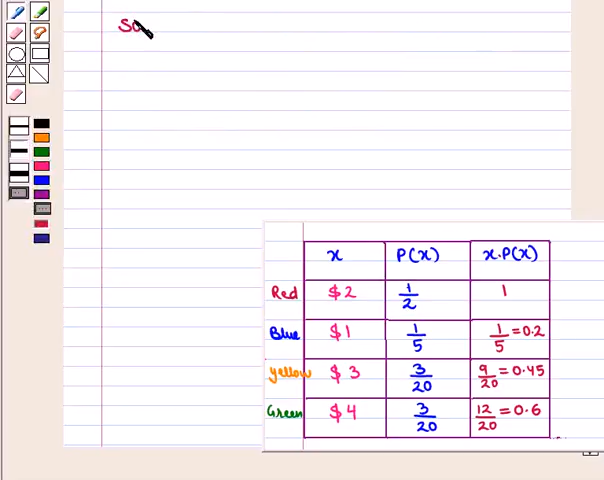 So
x P(x) x.P(x)
Red $2 1/2 1
Blue $1 1/5 1/5 = 0.2
Yellow $3 3/20 9/20 = 0.45
Green $4 3/20 12/20 = 0.6